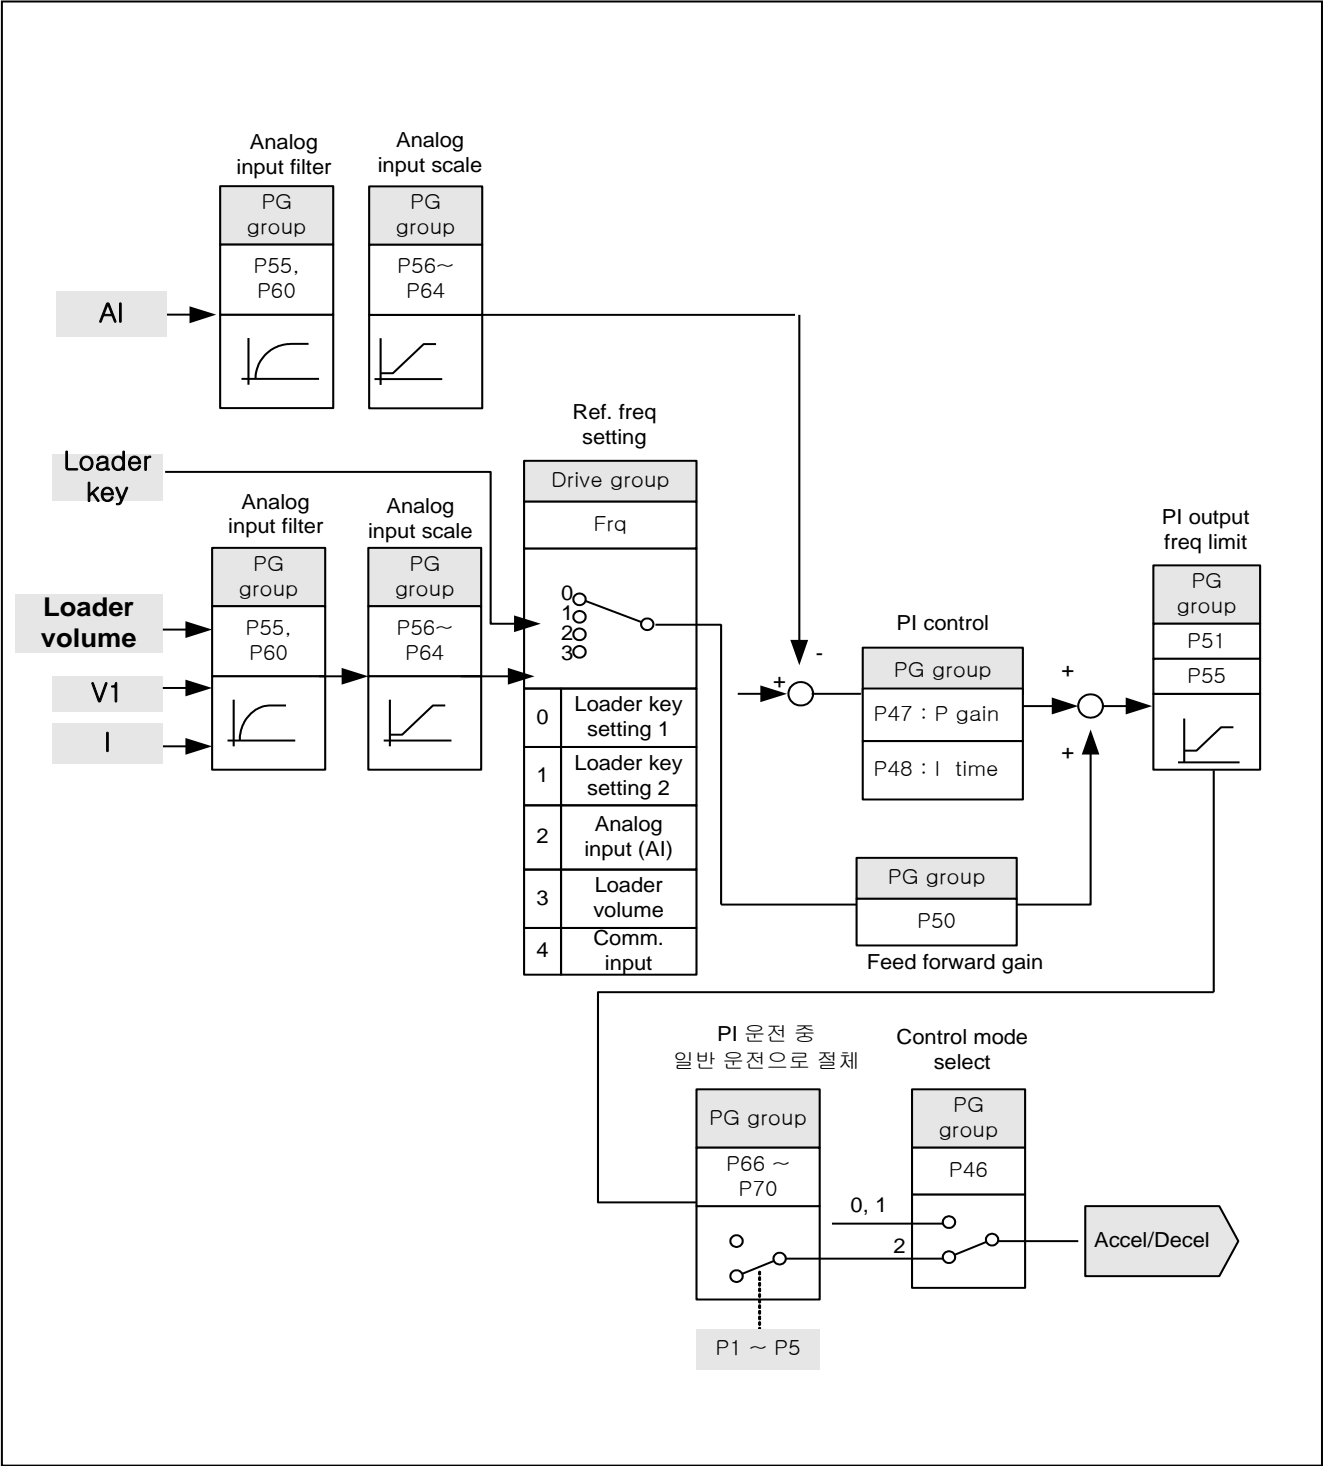 Analog
input filter
PG
group
P55,
P60
Analog
input scale
PG
group
P56~
P64
AI
Loader
key
Analog
input filter
PG
group
P55,
P60
Analog
input scale
PG
group
P56~
P64
Loader
volume
V1
I
Ref. freq
setting
Drive group
Frq
0
1
2
3
0 Loader key
setting 1
1 Loader key
setting 2
2 Analog
input (AI)
3 Loader
volume
4 Comm.
input
-
+
PI control
PG group
P47 : P gain
P48 : I time
+
+
PG group
P50
Feed forward gain
PI output
freq limit
PG
group
P51
P55
PI 운전 중
일반 운전으로 절체
PG group
P66 ~
P70
P1 ~ P5
Control mode
select
PG
group
P46
0, 1
2
Accel/Decel